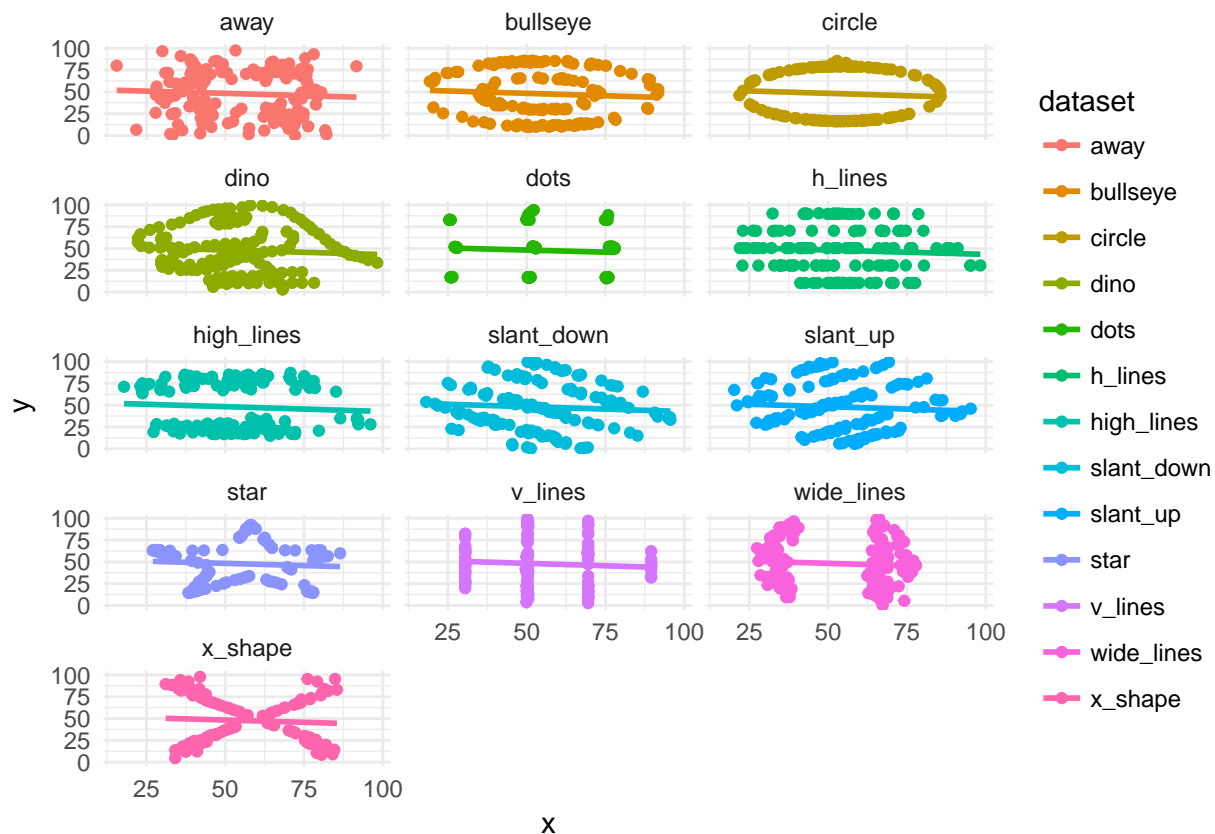 away bullseye circle
100
75
50
25
0
dino dots h_lines
100
75
50
25
0
high_lines slant_down slant_up
100
75
50
25
0
star v_lines wide_lines
100
75
50
25
0
25 50 75 100 25 50 75 100
x_shape
100
75
50
25
0
25 50 75 100
x
y
dataset
away
bullseye
circle
dino
dots
h_lines
high_lines
slant_down
slant_up
star
v_lines
wide_lines
x_shape